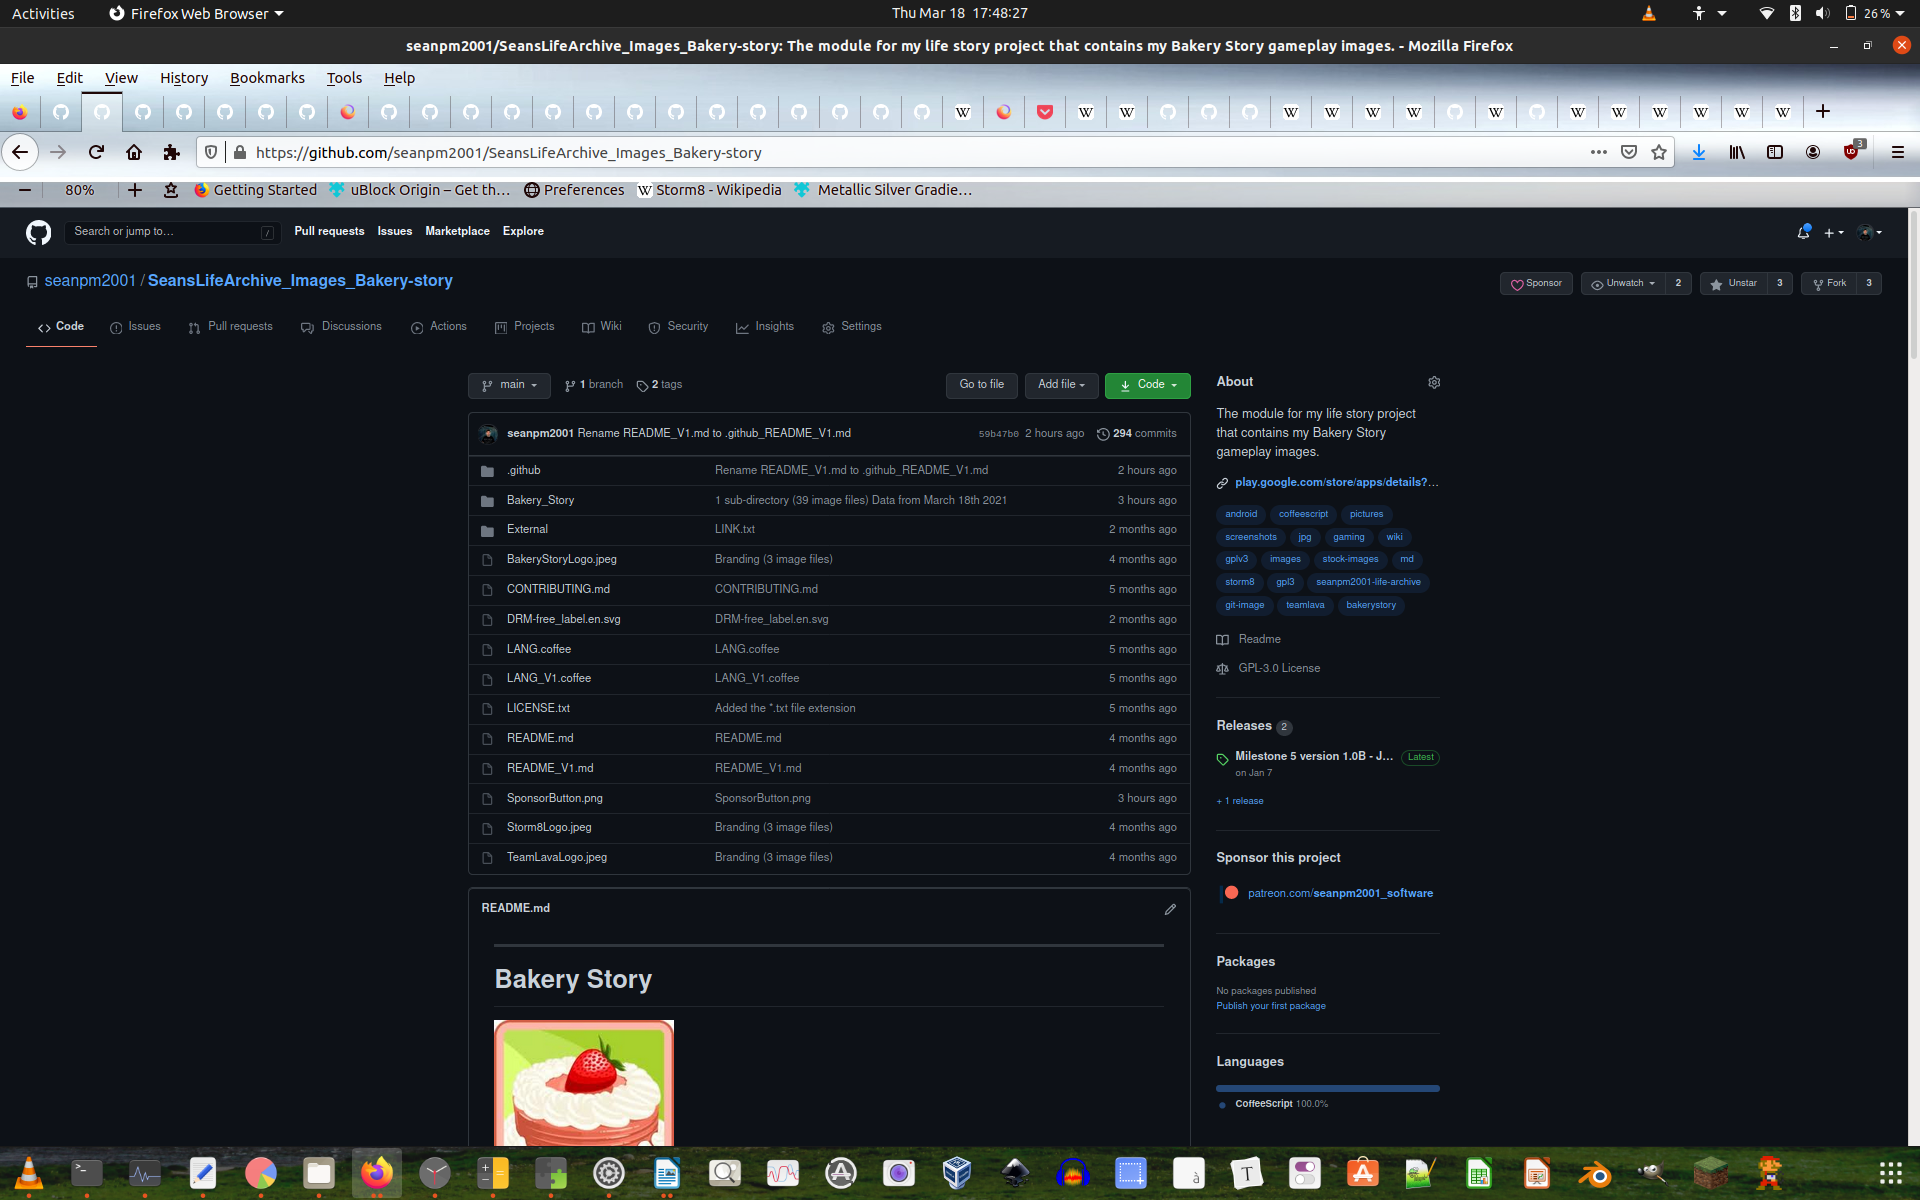 Activities Firefox Web Browser Thu Mar 18 17:48:27 26 %
seanpm2001/SeansLifeArchive_Images_Bakery-story: The module for my life story project that contains my Bakery Story gameplay images. - Mozilla Firefox
File Edit View History Bookmarks Tools Help
https://github.com/seanpm2001/SeansLifeArchive_Images_Bakery-story 3
80% Getting Started uBlock Origin – Get th… Preferences Storm8 - Wikipedia Metallic Silver Gradie…
Search or jump to… / Pull requests Issues Marketplace Explore
seanpm2001 / SeansLifeArchive_Images_Bakery-story Sponsor Unwatch 2 Unstar 3 Fork 3
Code Issues Pull requests Discussions Actions Projects Wiki Security Insights Settings
main 1 branch 2 tags Go to file Add file Code
seanpm2001 Rename README_V1.md to .github_README_V1.md 59b47b0 2 hours ago 294 commits
.github Rename README_V1.md to .github_README_V1.md 2 hours ago
Bakery_Story 1 sub-directory (39 image files) Data from March 18th 2021 3 hours ago
External LINK.txt 2 months ago
BakeryStoryLogo.jpeg Branding (3 image files) 4 months ago
CONTRIBUTING.md CONTRIBUTING.md 5 months ago
DRM-free_label.en.svg DRM-free_label.en.svg 2 months ago
LANG.coffee LANG.coffee 5 months ago
LANG_V1.coffee LANG_V1.coffee 5 months ago
LICENSE.txt Added the *.txt file extension 5 months ago
README.md README.md 4 months ago
README_V1.md README_V1.md 4 months ago
SponsorButton.png SponsorButton.png 3 hours ago
Storm8Logo.jpeg Branding (3 image files) 4 months ago
TeamLavaLogo.jpeg Branding (3 image files) 4 months ago
README.md
Bakery Story
About
The module for my life story project
that contains my Bakery Story
gameplay images.
play.google.com/store/apps/details?…
android coffeescript pictures
screenshots jpg gaming wiki
gplv3 images stock-images md
storm8 gpl3 seanpm2001-life-archive
git-image teamlava bakerystory
Readme
GPL-3.0 License
Releases 2
Milestone 5 version 1.0B - J… Latest
on Jan 7
+ 1 release
Sponsor this project
patreon.com/seanpm2001_software
Packages
No packages published
Publish your first package
Languages
CoffeeScript 100.0%